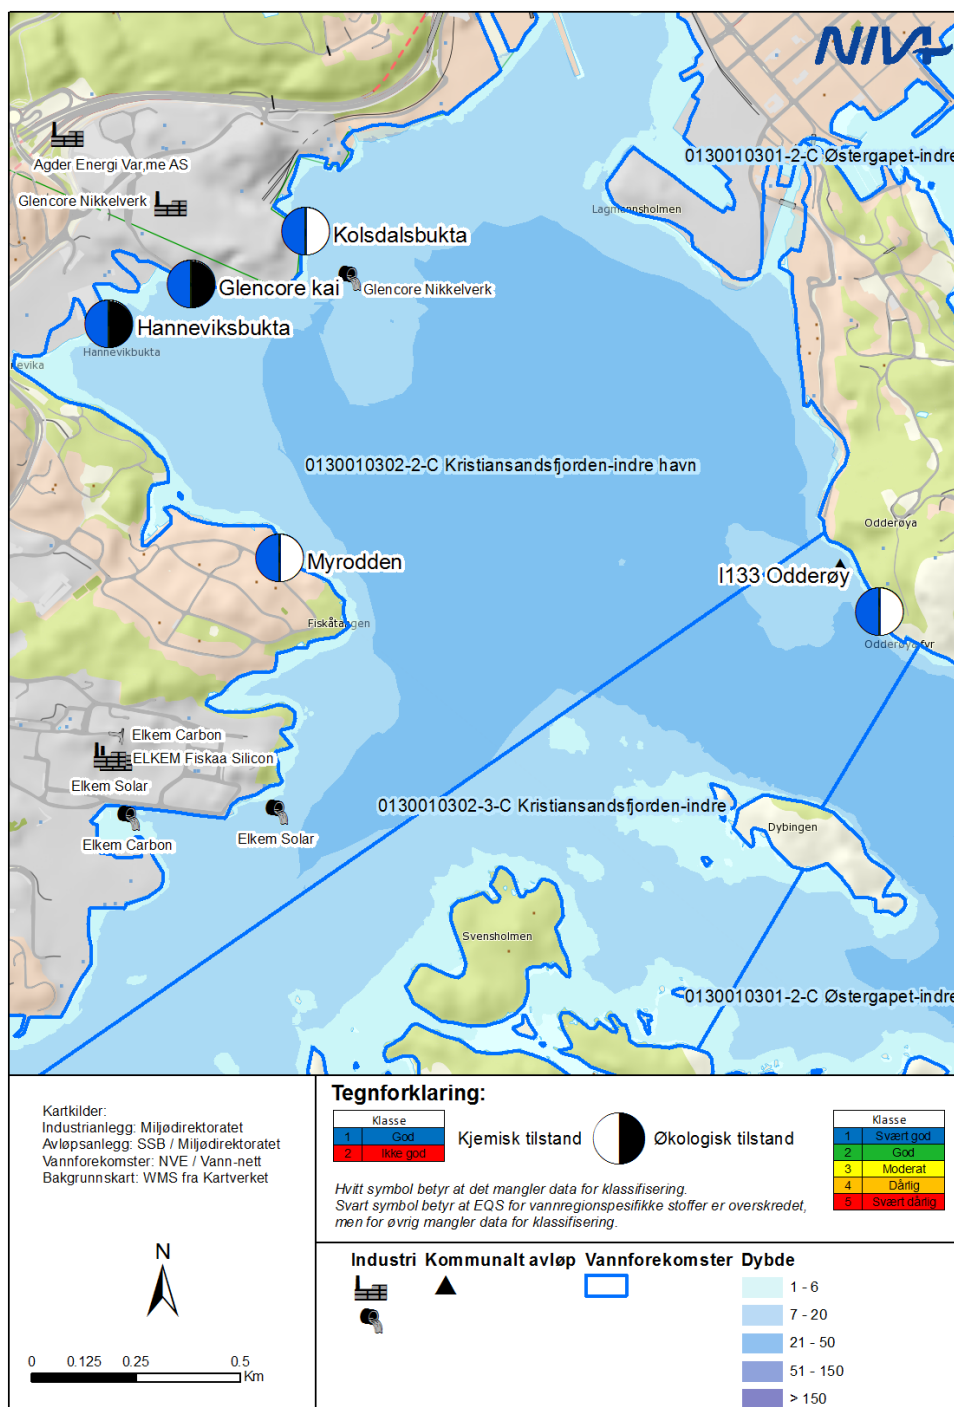 NIVA
0130010301-2-C Østergapet-indre
Agder Energi Var,me AS
Glencore Nikkelverk
Lagmannsholmen
Kolsdalsbukta
Glencore kai
Glencore Nikkelverk
Hanneviksbukta
Hannevikbukta
nevika
0130010302-2-C Kristiansandsfjorden-indre havn
Odderøya
Myrodden
I133 Odderøy
Fiskåtangen
Odderøya fyr
Elkem Carbon
ELKEM Fiskaa Silicon
Elkem Solar
0130010302-3-C Kristiansandsfjorden-indre
Dybingen
Elkem Solar
Elkem Carbon
Svensholmen
0130010301-2-C Østergapet-indre
Kartkilder:
Industrianlegg: Miljødirektoratet
Avløpsanlegg: SSB / Miljødirektoratet
Vannforekomster: NVE / Vann-nett
Bakgrunnskart: WMS fra Kartverket
N
0 0.125 0.25 0.5
Km
Tegnforklaring:
Klasse
1 God
2 Ikke god
Kjemisk tilstand
Økologisk tilstand
Klasse
1 Svært god
2 God
3 Moderat
4 Dårlig
5 Svært dårlig
Hvitt symbol betyr at det mangler data for klassifisering.
Svart symbol betyr at EQS for vannregionspesifikke stoffer er overskredet,
men for øvrig mangler data for klassifisering.
Industri Kommunalt avløp Vannforekomster Dybde
1 - 6
7 - 20
21 - 50
51 - 150
> 150